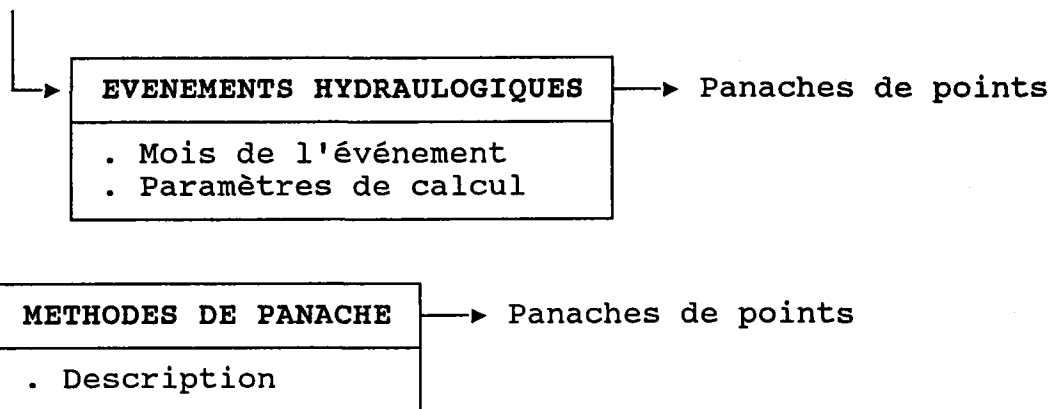 EVENEMENTS HYDRAULOGIQUES Panaches de points
. Mois de l'événement
. Paramètres de calcul
METHODES DE PANACHE Panaches de points
. Description